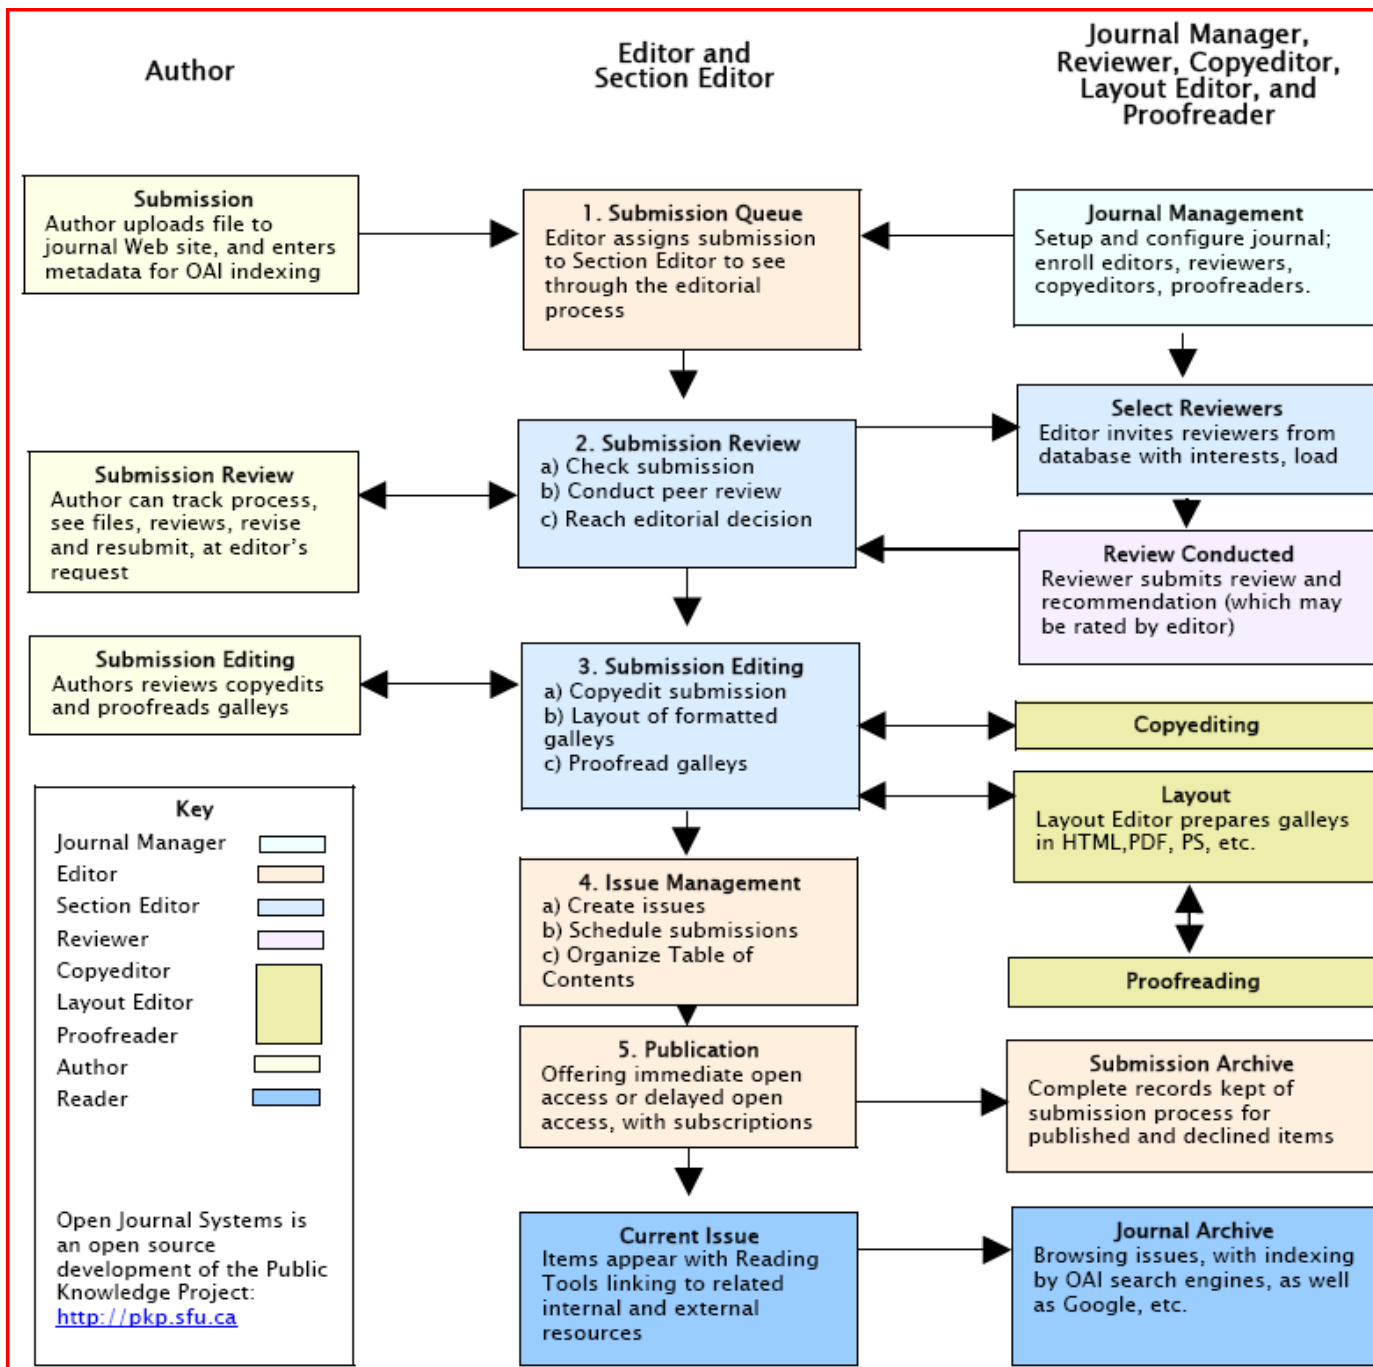 Author
Editor and
Section Editor
Journal Manager,
Reviewer, Copyeditor,
Layout Editor, and
Proofreader
Submission
Author uploads file to
journal Web site, and enters
metadata for OAI indexing
1. Submission Queue
Editor assigns submission
to Section Editor to see
through the editorial
process
Journal Management
Setup and configure journal;
enroll editors, reviewers,
copyeditors, proofreaders.
Submission Review
Author can track process,
see files, reviews, revise
and resubmit, at editor's
request
2. Submission Review
a) Check submission
b) Conduct peer review
c) Reach editorial decision
Select Reviewers
Editor invites reviewers from
database with interests, load
Review Conducted
Reviewer submits review and
recommendation (which may
be rated by editor)
Submission Editing
Authors reviews copyedits
and proofreads galleys
3. Submission Editing
a) Copyedit submission
b) Layout of formatted
galleys
c) Proofread galleys
Copyediting
Layout
Layout Editor prepares galleys
in HTML,PDF, PS, etc.
Proofreading
4. Issue Management
a) Create issues
b) Schedule submissions
c) Organize Table of
Contents
5. Publication
Offering immediate open
access or delayed open
access, with subscriptions
Submission Archive
Complete records kept of
submission process for
published and declined items
Current Issue
Items appear with Reading
Tools linking to related
internal and external
resources
Journal Archive
Browsing issues, with indexing
by OAI search engines, as well
as Google, etc.
Key
Journal Manager
Editor
Section Editor
Reviewer
Copyeditor
Layout Editor
Proofreader
Author
Reader
Open Journal Systems is
an open source
development of the Public
Knowledge Project:
http://pkp.sfu.ca